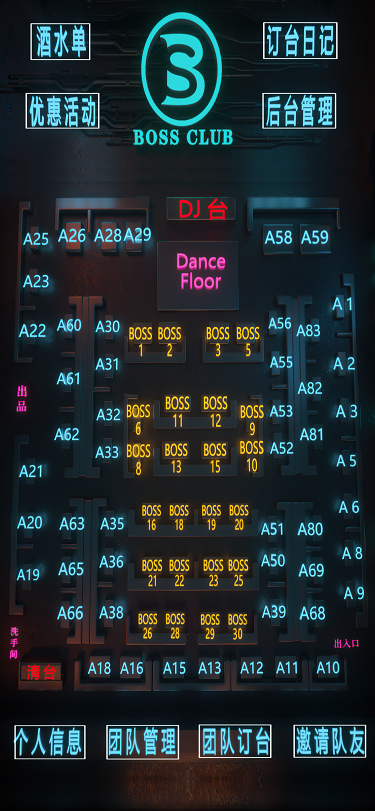 酒水单
订台日记
优惠活动
后台管理
BOSS CLUB
DJ 台
A25 A26 A28 A29
A58 A59
Dance
Floor
A23
A 1
A22 A60 A30
BOSS BOSS BOSS BOSS
1 2 3 5
A56 A83
A61 A31
A55 A 2
A82
出品
A62 A32
BOSS BOSS BOSS BOSS
6 11 12 9
A53 A 3
A81
A33
BOSS BOSS BOSS BOSS
8 13 15 10
A52 A 5
A21
A20 A63 A35
BOSS BOSS BOSS BOSS
16 18 19 20
A51 A80 A 6
A19 A65 A36
BOSS BOSS BOSS BOSS
21 22 23 25
A50 A69 A 8
A66 A38
BOSS BOSS BOSS BOSS
26 28 29 30
A39 A68 A 9
洗手间
出入口
清台
A18 A16 A15 A13 A12 A11 A10
个人信息
团队管理
团队订台
邀请队友